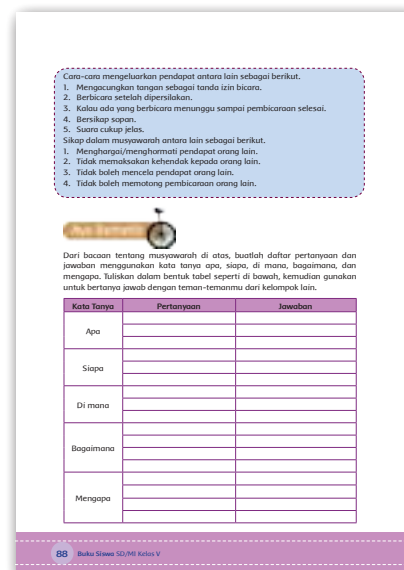 Cara-cara mengeluarkan pendapat antara lain sebagai berikut.
1. Mengacungkan tangan sebagai tanda izin bicara.
2. Berbicara setelah dipersilakan.
3. Kalau ada yang berbicara menunggu sampai pembicaraan selesai.
4. Bersikap sopan.
5. Suara cukup jelas.
Sikap dalam musyawarah antara lain sebagai berikut.
1. Menghargai/menghormati pendapat orang lain.
2. Tidak memaksakan kehendak kepada orang lain.
3. Tidak boleh mencela pendapat orang lain.
4. Tidak boleh memotong pembicaraan orang lain.
Dari bacaan tentang musyawarah di atas, buatlah daftar pertanyaan dan
jawaban menggunakan kata tanya apa, siapa, di mana, bagaimana, dan
mengapa. Tuliskan dalam bentuk tabel seperti di bawah, kemudian gunakan
untuk bertanya jawab dengan teman-temanmu dari kelompok lain.
Kata Tanya Pertanyaan Jawaban
Apa
Siapa
Di mana
Bagaimana
Mengapa
88 Buku Siswa SD/MI Kelas V